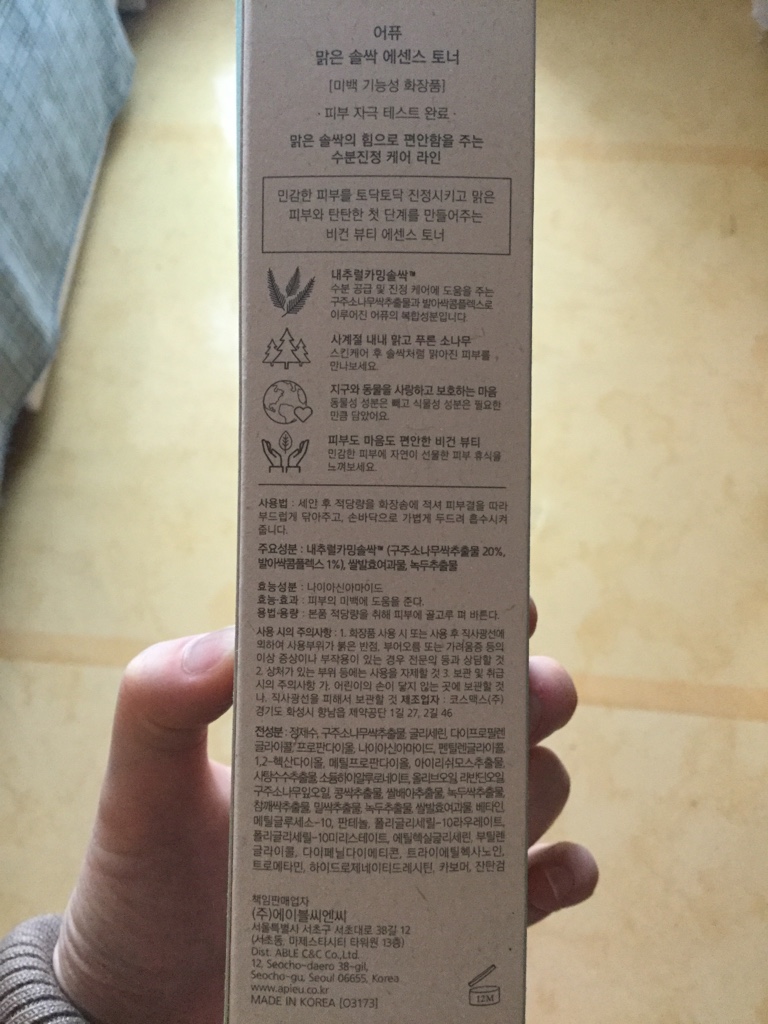 어퓨
맑은 솔싹 에센스 토너
[미백 기능성 화장품]
· 피부 자극 테스트 완료 ·
맑은 솔싹의 힘으로 편안함을 주는
수분진정 케어 라인
민감한 피부를 토닥토닥 진정시키고 맑은
피부와 탄탄한 첫 단계를 만들어주는
비건 뷰티 에센스 토너
내추럴카밍솔싹™
수분 공급 및 진정 케어에 도움을 주는
구주소나무싹추출물과 발아싹콤플렉스로
이루어진 어퓨의 복합성분입니다
사계절 내내 맑고 푸른 소나무
스킨케어 후 솔싹처럼 맑아진 피부를
만나보세요.
지구와 동물을 사랑하고 보호하는 마음
동물성 성분은 빼고 식물성 성분은 필요한
만큼 담았어요.
피부도 마음도 편안한 비건 뷰티
민감한 피부에 자연이 선물한 피부 휴식을
느껴보세요.
사용법 : 세안 후 적당량을 화장솜에 적셔 피부결을 따라
부드럽게 닦아주고, 손바닥으로 가볍게 두드려 흡수시켜
줍니다.
주요성분 : 내추럴카밍솔싹™ (구주소나무싹추출물 20%,
발아싹콤플렉스 1%), 쌀발효여과물, 녹두추출물
효능성분 : 나이아신아마이드
효능·효과 : 피부의 미백에 도움을 준다.
용법·용량 : 본품 적당량을 취해 피부에 골고루 펴 바른다.
사용 시의 주의사항 : 1. 화장품 사용 시 또는 사용 후 직사광선에
의하여 사용부위가 붉은 반점, 부어오름 또는 가려움증 등의
이상 증상이나 부작용이 있는 경우 전문의 등과 상담할 것
2. 상처가 있는 부위 등에는 사용을 자제할 것 3. 보관 및 취급
시의 주의사항 가. 어린이의 손이 닿지 않는 곳에 보관할 것
나. 직사광선을 피해서 보관할 것 제조업자 : 코스맥스(주)
경기도 화성시 향남읍 제약공단 1길 27, 2길 46
전성분 : 정제수, 구주소나무싹추출물, 글리세린, 다이프로필렌
글라이콜, 프로판다이올, 나이아신아마이드, 펜틸렌글라이콜,
1,2-헥산다이올, 메틸프로판다이올, 아이리쉬모스추출물,
사탕수수추출물, 소듐하이알루로네이트, 올리브오일, 라반딘오일,
구주소나무잎오일, 콩싹추출물, 쌀배아추출물, 녹두싹추출물,
참깨싹추출물, 밀싹추출물, 녹두추출물, 쌀발효여과물, 베타인,
메틸글루세스-10, 판테놀, 폴리글리세릴-10라우레이트,
폴리글리세릴-10미리스테이트, 에틸헥실글리세린, 부틸렌
글라이콜, 다이페닐다이메티콘, 트라이에틸헥사노인,
트로메타민, 하이드로제네이티드레시틴, 카보머, 잔탄검
책임판매업자
(주)에이블씨엔씨
서울특별시 서초구 서초대로 38길 12
(서초동, 마제스타시티 타워원 13층)
Dist. ABLE C&C Co.,Ltd.
12, Seocho-daero 38-gil,
Seocho-gu, Seoul 06655, Korea
www.apieu.co.kr
MADE IN KOREA [O3173]
12M